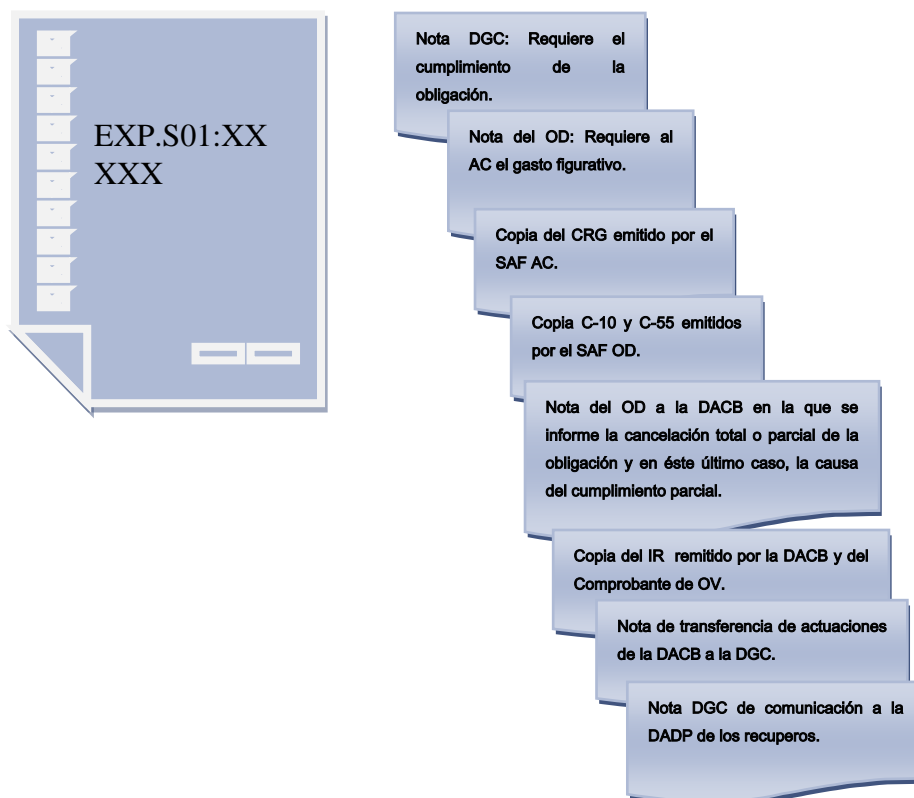 EXP.S01:XX
XXX
Nota DGC: Requiere el
cumplimiento de la
obligación.
Nota del OD: Requiere al
AC el gasto figurativo.
Copia del CRG emitido por el
SAF AC.
Copia C-10 y C-55 emitidos
por el SAF OD.
Nota del OD a la DACB en la que se
informe la cancelación total o parcial de la
obligación y en éste último caso, la causa
del cumplimiento parcial.
Copia del IR remitido por la DACB y del
Comprobante de OV.
Nota de transferencia de actuaciones
de la DACB a la DGC.
Nota DGC de comunicación a la
DADP de los recuperos.